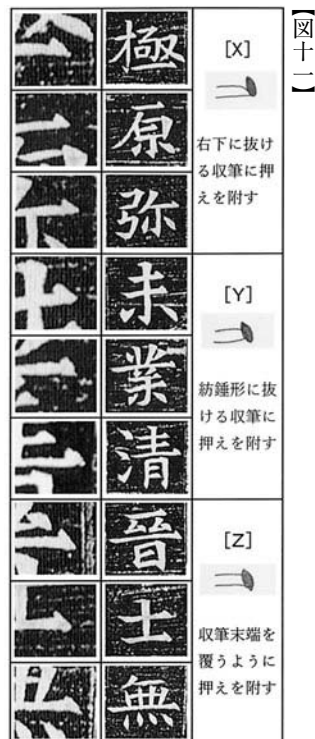 【図十一】
[X]
右下に抜け
る収筆に押
えを附す
極
原
弥
[Y]
紡錘形に抜
ける収筆に
押えを附す
未
業
清
[Z]
収筆末端を
覆うように
押えを附す
晉
士
無